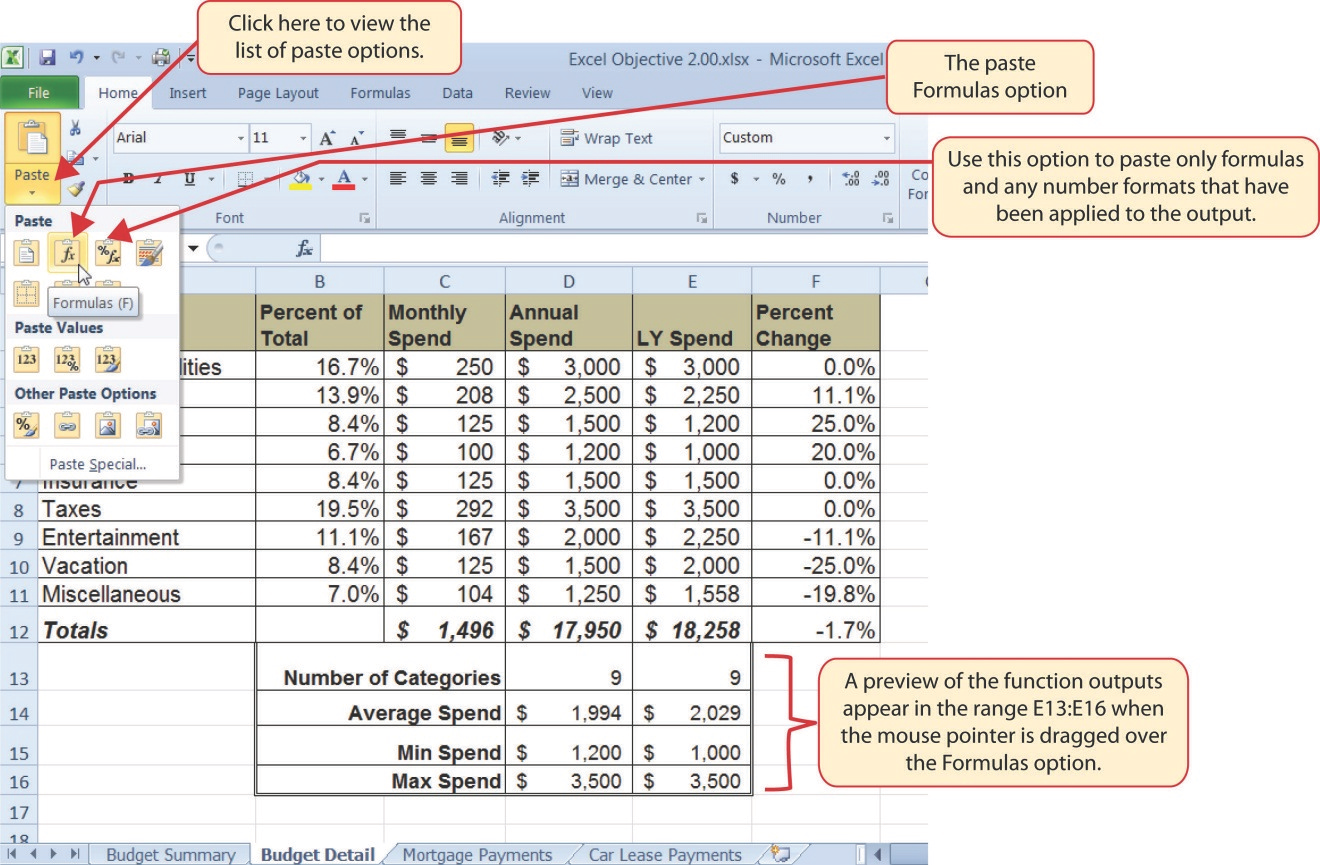 Click here to view the
list of paste options.
Excel Objective 2.00.xlsx - Microsoft Excel
The paste
Formulas option
File Home Insert Page Layout Formulas Data Review View
Arial 11 A A Wrap Text Custom
Use this option to paste only formulas
and any number formats that have
been applied to the output.
Paste B I U A Merge & Center $ % , .00 .00 Co
For
Paste Font Alignment Number
fx % fx fx
Formulas (F)
B C D E F
Percent of Monthly Annual Percent
Total Spend Spend LY Spend Change
Paste Values
123 123% 123 lities 16.7% $ 250 $ 3,000 $ 3,000 0.0%
Other Paste Options 13.9% $ 208 $ 2,500 $ 2,250 11.1%
% 8.4% $ 125 $ 1,500 $ 1,200 25.0%
Paste Special... 6.7% $ 100 $ 1,200 $ 1,000 20.0%
7 Insurance 8.4% $ 125 $ 1,500 $ 1,500 0.0%
8 Taxes 19.5% $ 292 $ 3,500 $ 3,500 0.0%
9 Entertainment 11.1% $ 167 $ 2,000 $ 2,250 -11.1%
10 Vacation 8.4% $ 125 $ 1,500 $ 2,000 -25.0%
11 Miscellaneous 7.0% $ 104 $ 1,250 $ 1,558 -19.8%
12 Totals $ 1,496 $ 17,950 $ 18,258 -1.7%
13 Number of Categories 9 9
14 Average Spend $ 1,994 $ 2,029
15 Min Spend $ 1,200 $ 1,000
16 Max Spend $ 3,500 $ 3,500
17
18
A preview of the function outputs
appear in the range E13:E16 when
the mouse pointer is dragged over
the Formulas option.
Budget Summary Budget Detail Mortgage Payments Car Lease Payments